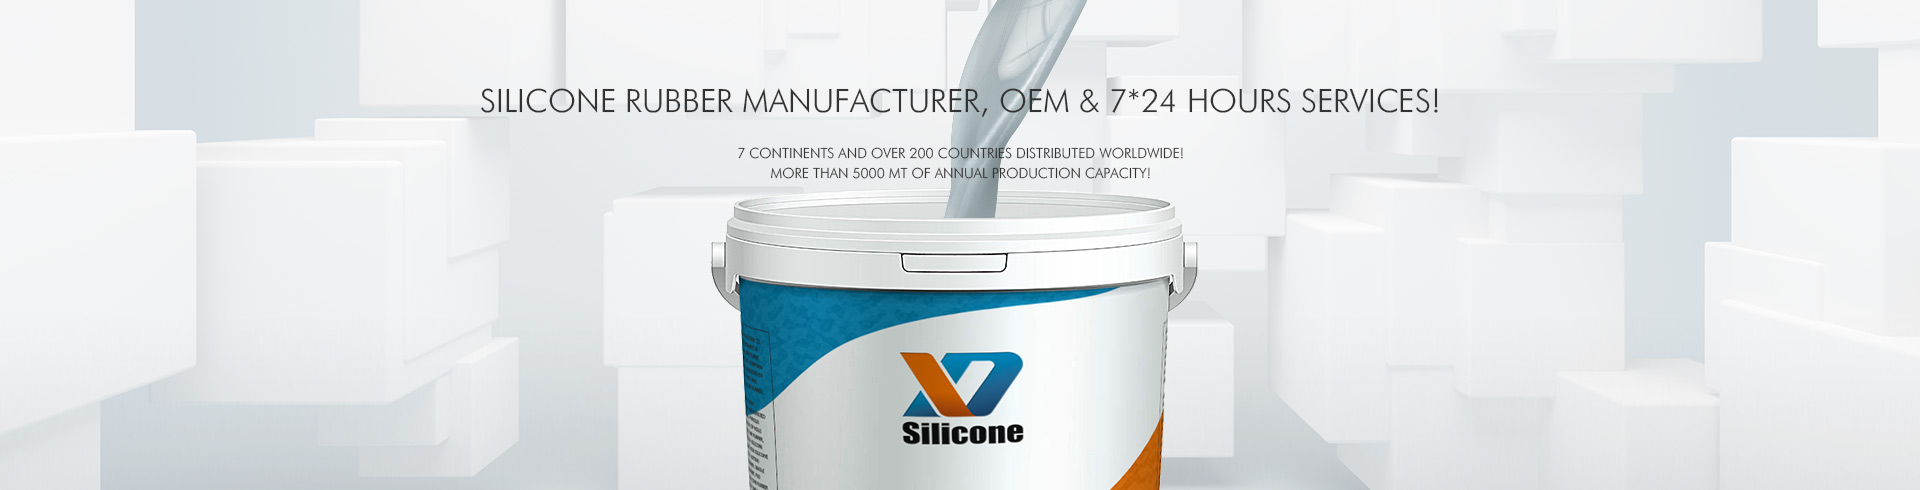 SILICONE RUBBER MANUFACTURER, OEM & 7*24 HOURS SERVICES!
7 CONTINENTS AND OVER 200 COUNTRIES DISTRIBUTED WORLDWIDE!
MORE THAN 5000 MT OF ANNUAL PRODUCTION CAPACITY!
XD
Silicone